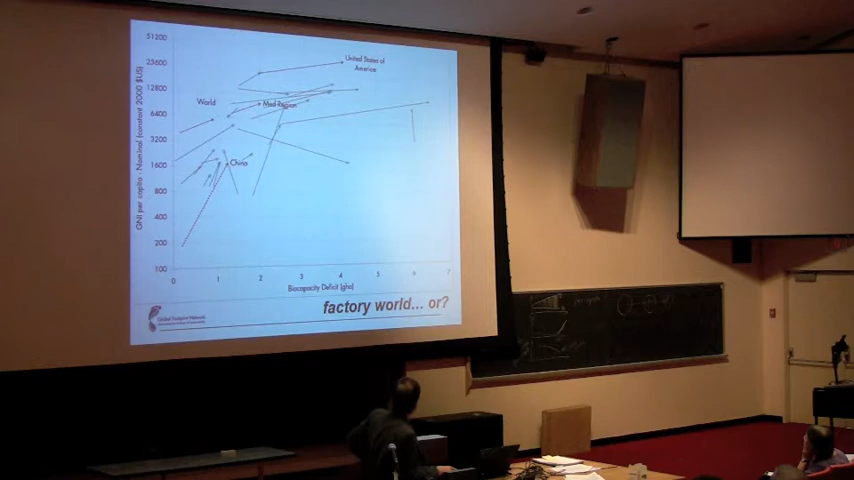 51200
25600
12800
6400
3200
1600
800
400
200
100
GNI per capita - Nominal (constant 2000 $US)
United States of
America
World
Med-Region
China
0 1 2 3 4 5 6 7
Biocapacity Deficit (gha)
factory world... or?
Global Footprint Network